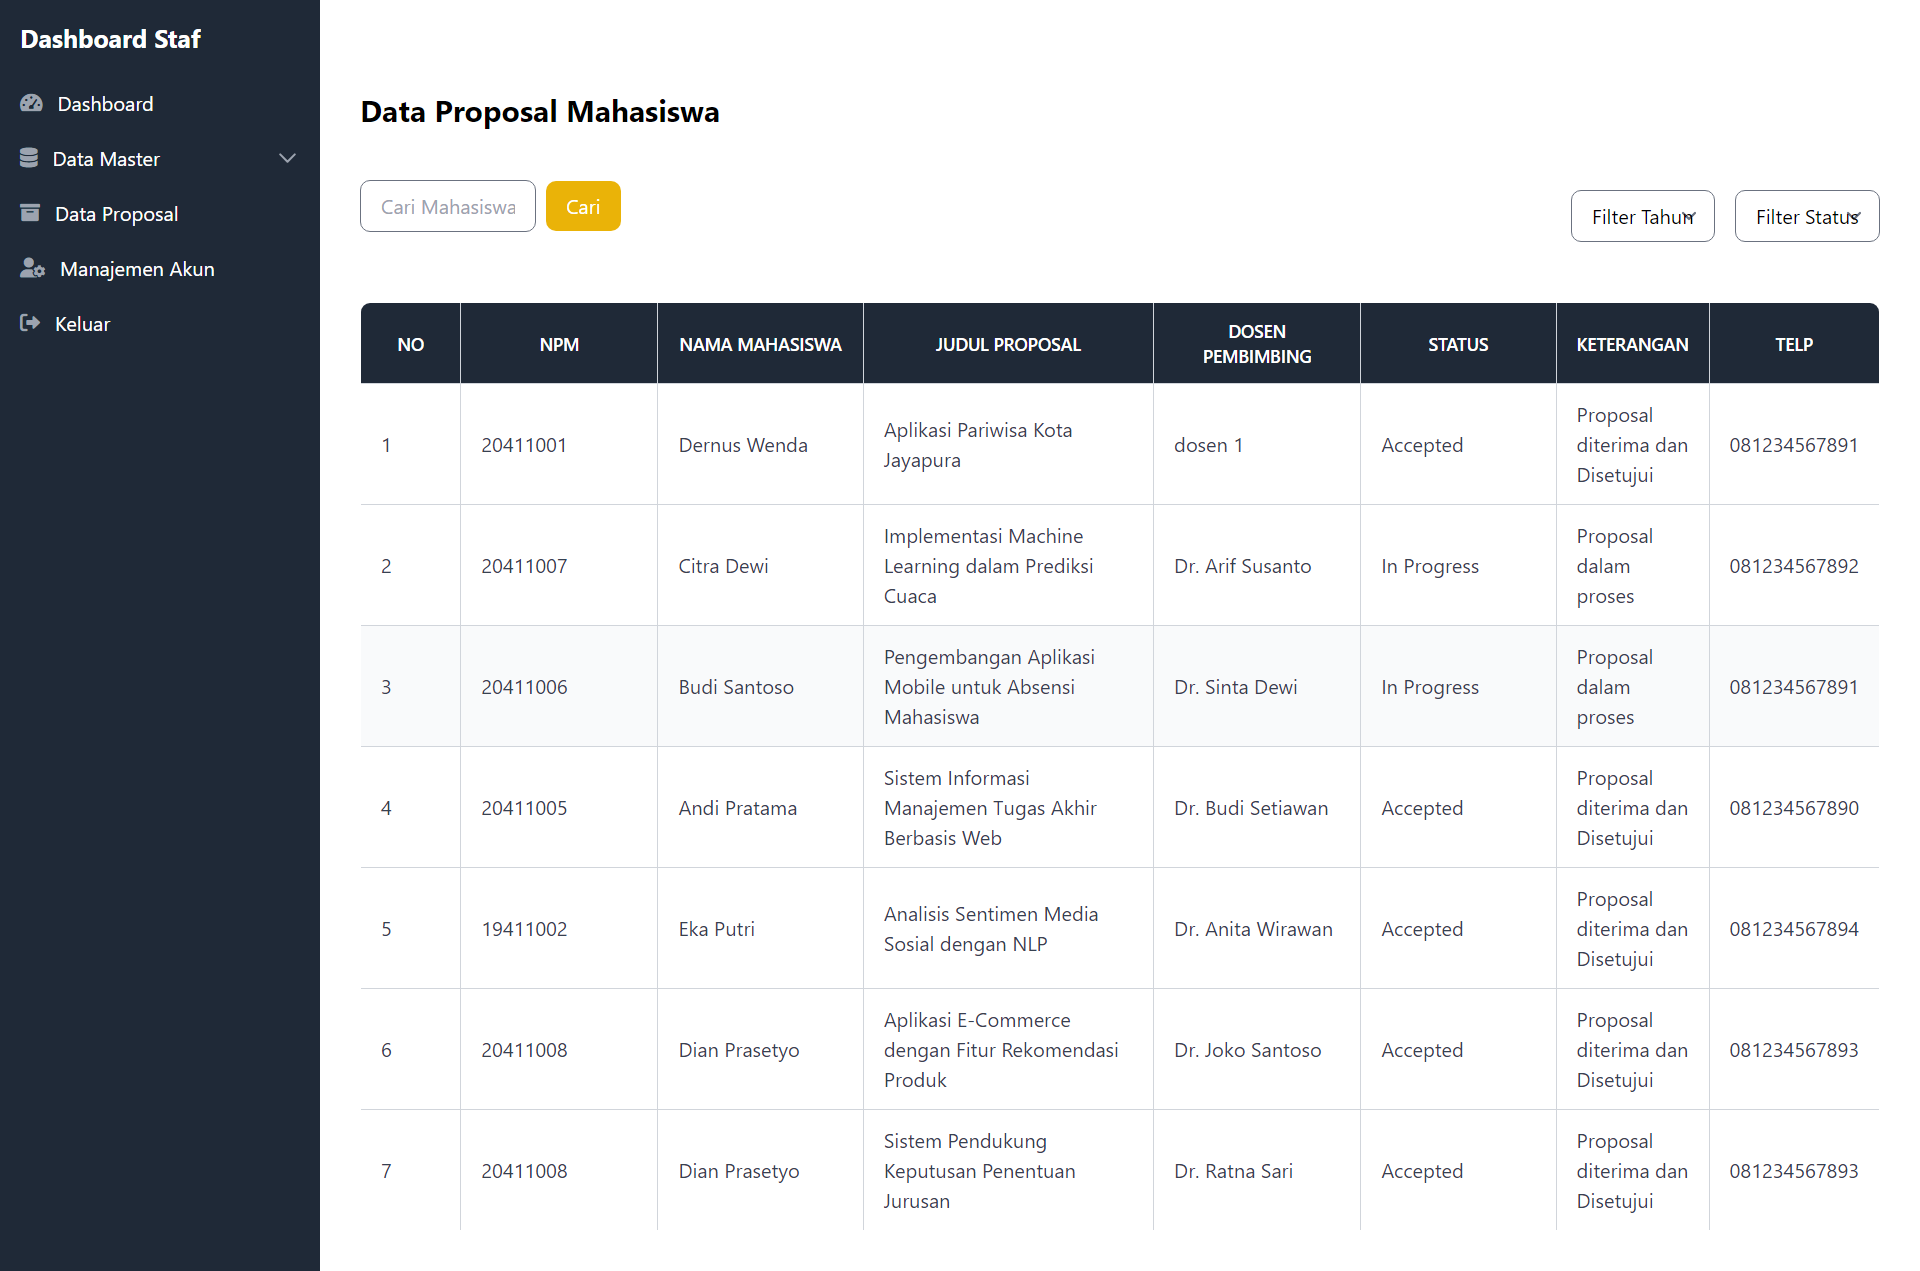 Dashboard Staf
Dashboard
Data Master
Data Proposal
Manajemen Akun
Keluar
Data Proposal Mahasiswa
Cari Mahasiswa
Cari
Filter Tahun
Filter Status
NO
NPM
NAMA MAHASISWA
JUDUL PROPOSAL
DOSEN
PEMBIMBING
STATUS
KETERANGAN
TELP
1
20411001
Dernus Wenda
Aplikasi Pariwisa Kota
Jayapura
dosen 1
Accepted
Proposal
diterima dan
Disetujui
081234567891
2
20411007
Citra Dewi
Implementasi Machine
Learning dalam Prediksi
Cuaca
Dr. Arif Susanto
In Progress
Proposal
dalam
proses
081234567892
3
20411006
Budi Santoso
Pengembangan Aplikasi
Mobile untuk Absensi
Mahasiswa
Dr. Sinta Dewi
In Progress
Proposal
dalam
proses
081234567891
4
20411005
Andi Pratama
Sistem Informasi
Manajemen Tugas Akhir
Berbasis Web
Dr. Budi Setiawan
Accepted
Proposal
diterima dan
Disetujui
081234567890
5
19411002
Eka Putri
Analisis Sentimen Media
Sosial dengan NLP
Dr. Anita Wirawan
Accepted
Proposal
diterima dan
Disetujui
081234567894
6
20411008
Dian Prasetyo
Aplikasi E-Commerce
dengan Fitur Rekomendasi
Produk
Dr. Joko Santoso
Accepted
Proposal
diterima dan
Disetujui
081234567893
7
20411008
Dian Prasetyo
Sistem Pendukung
Keputusan Penentuan
Jurusan
Dr. Ratna Sari
Accepted
Proposal
diterima dan
Disetujui
081234567893